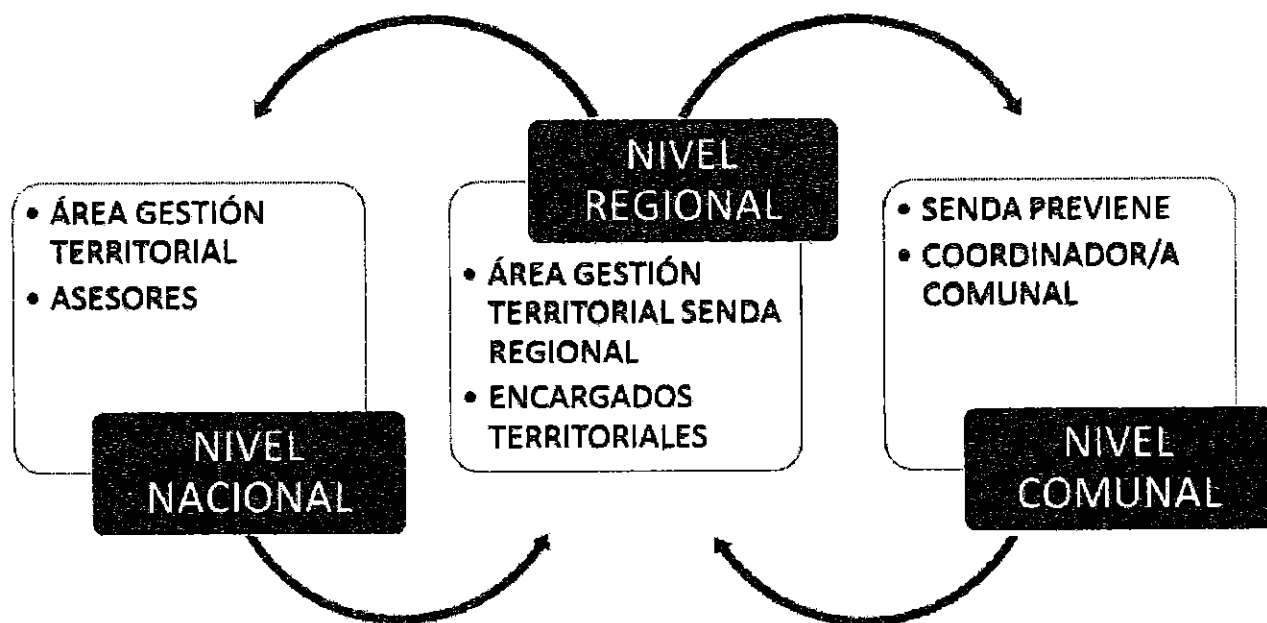 • ÁREA GESTIÓN
TERRITORIAL
• ASESORES
NIVEL
NACIONAL
NIVEL
REGIONAL
• ÁREA GESTIÓN
TERRITORIAL SENDA
REGIONAL
• ENCARGADOS
TERRITORIALES
• SENDA PREVIENE
• COORDINADOR/A
COMUNAL
NIVEL
COMUNAL